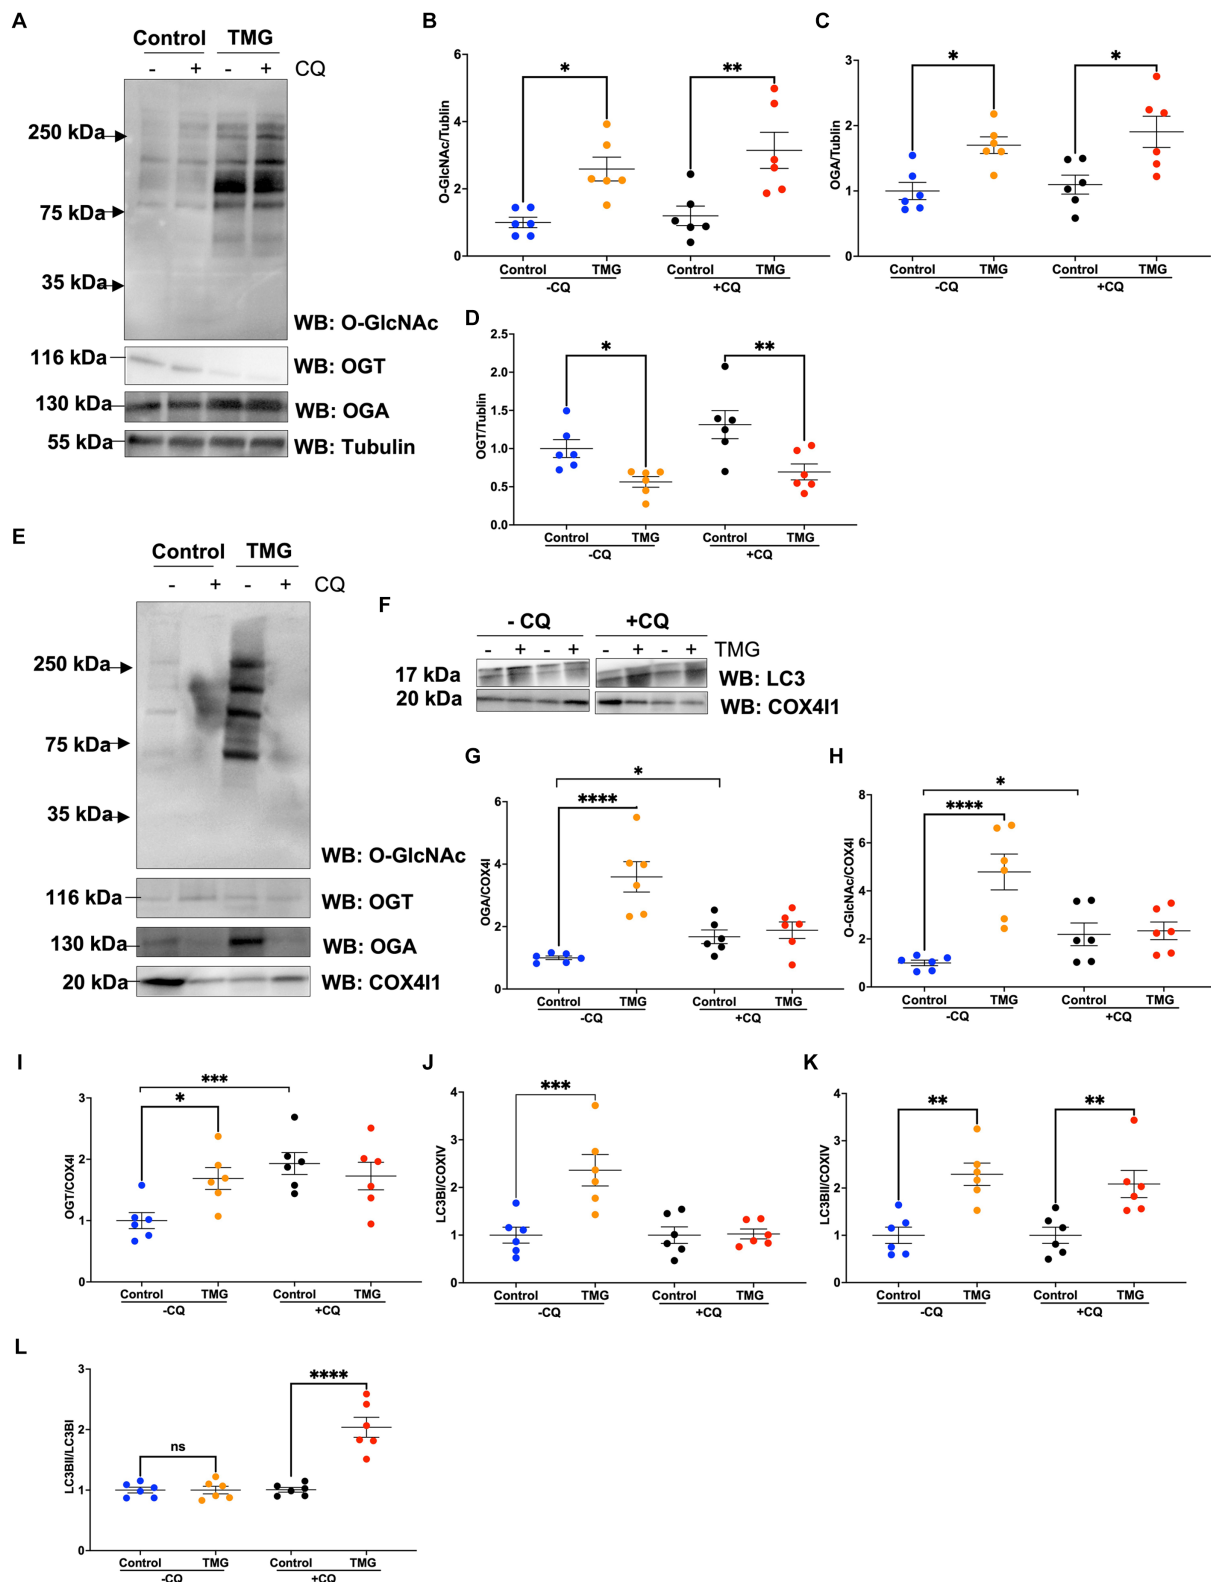 A
Control TMG
- + - + CQ
250 kDa
75 kDa
35 kDa
WB: O-GlcNAc
116 kDa
WB: OGT
130 kDa
WB: OGA
55 kDa
WB: Tubulin
B
O-GlcNAc/Tublin
6
4
2
0
*
**
Control TMG Control TMG
-CQ +CQ
C
OGA/Tublin
3
2
1
0
*
*
Control TMG Control TMG
-CQ +CQ
D
OGT/Tublin
2.5
2.0
1.5
1.0
0.5
0.0
*
**
Control TMG Control TMG
-CQ +CQ
E
Control TMG
- + - + CQ
250 kDa
75 kDa
35 kDa
WB: O-GlcNAc
116 kDa
WB: OGT
130 kDa
WB: OGA
20 kDa
WB: COX4I1
F
- CQ +CQ
- + - + - + - + TMG
17 kDa
WB: LC3
20 kDa
WB: COX4I1
G
OGA/COX4I
6
4
2
0
*
****
Control TMG Control TMG
-CQ +CQ
H
O-GlcNAc/COX4I
8
6
4
2
0
*
****
Control TMG Control TMG
-CQ +CQ
I
OGT/COX4I
3
2
1
0
***
*
Control TMG Control TMG
-CQ +CQ
J
LC3BI/COXIV
4
3
2
1
0
***
Control TMG Control TMG
-CQ +CQ
K
LC3BII/COXIV
4
3
2
1
0
**
**
Control TMG Control TMG
-CQ +CQ
L
LC3BII/LC3BI
3
2
1
0
ns
****
Control TMG Control TMG
-CQ +CQ